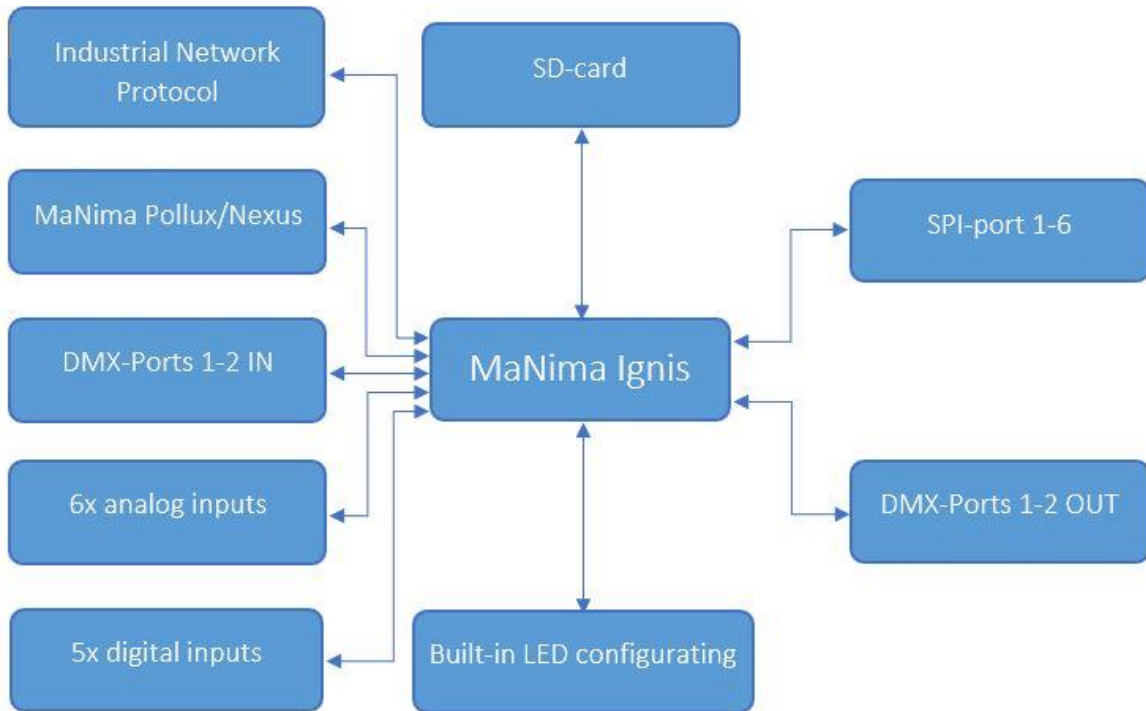 Industrial Network
Protocol
SD-card
MaNima Pollux/Nexus
SPI-port 1-6
DMX-Ports 1-2 IN
MaNima Ignis
6x analog inputs
DMX-Ports 1-2 OUT
5x digital inputs
Built-in LED configurating